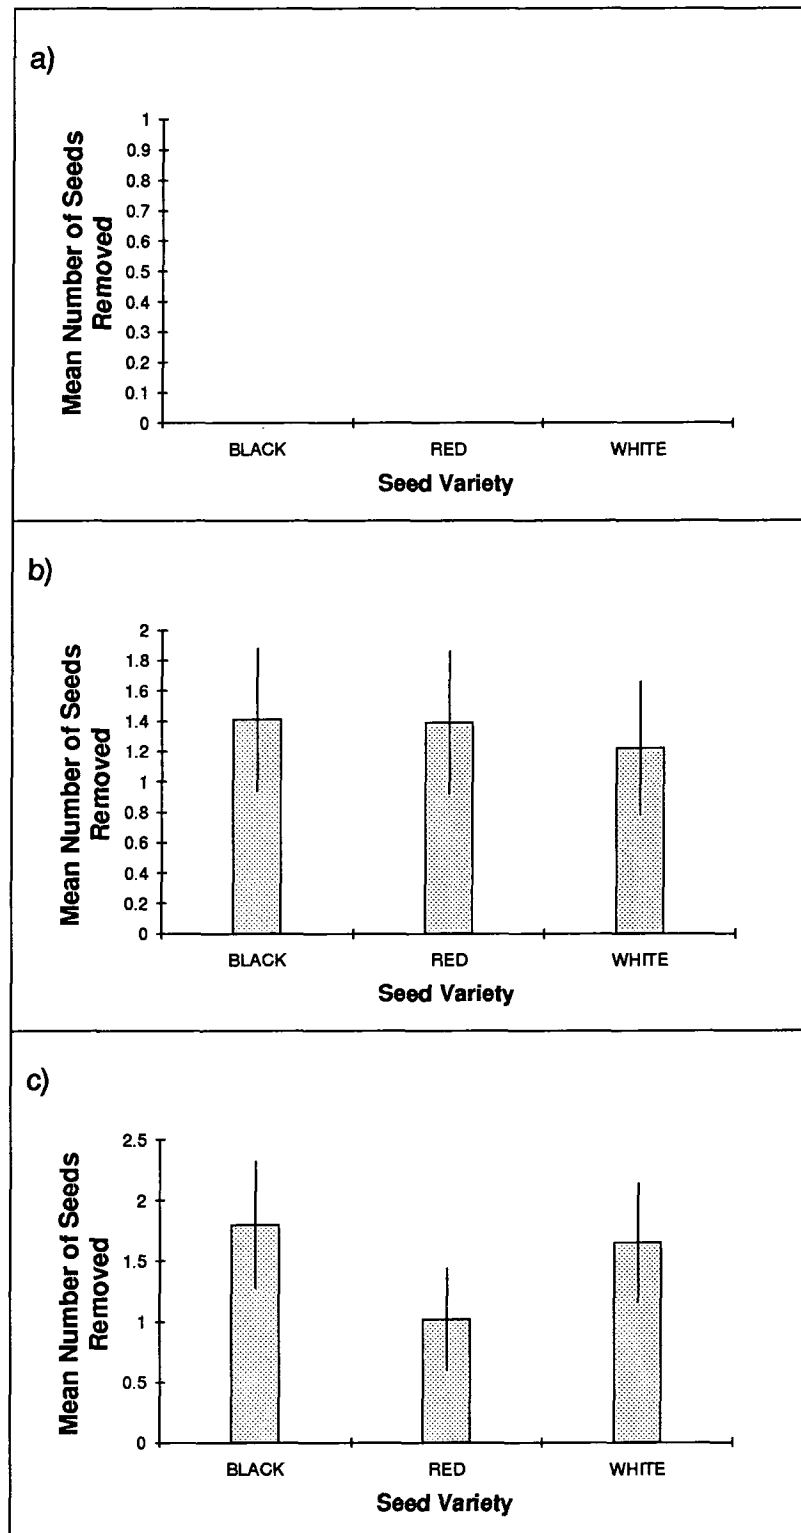 a)
Mean Number of Seeds
Removed
1
0.9
0.8
0.7
0.6
0.5
0.4
0.3
0.2
0.1
0
BLACK RED WHITE
Seed Variety
b)
Mean Number of Seeds
Removed
2
1.8
1.6
1.4
1.2
1
0.8
0.6
0.4
0.2
0
BLACK RED WHITE
Seed Variety
c)
Mean Number of Seeds
Removed
2.5
2
1.5
1
0.5
0
BLACK RED WHITE
Seed Variety